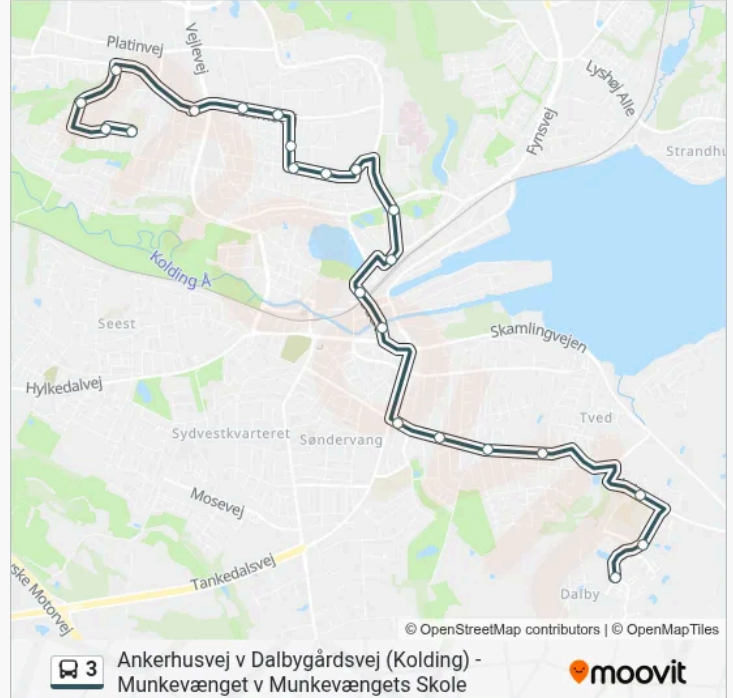 Platinvej
Vejlevej
Lyshøj Alle
Fynsvej
Strandhu
Kolding Å
Seest
Skamlingvejen
Hylkedalvej
Tved
Sydvestkvarteret
Søndervang
Mosevej
Tankedalsvej
ske Motorvej
Dalby
© OpenStreetMap contributors | © OpenMapTiles
3
Ankerhusvej v Dalbygårdsvej (Kolding) -
Munkevænget v Munkevængets Skole
moovit